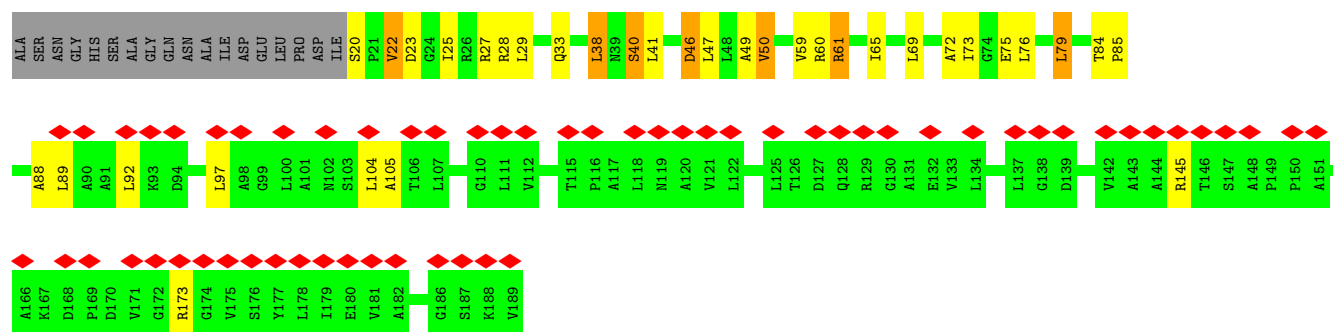 ALA SER ASN GLY HIS SER ALA GLY GLN ASN ALA ILE ASP GLU LEU PRO ASP ILE S20 P21 V22 D23 G24 I25 R26 R27 R28 L29 Q33 L38 N39 S40 L41 D46 L47 L48 A49 V50 V59 R60 R61 I65 L69 A72 I73 G74 E75 L76 L79 T84 P85
A88 L89 A90 A91 L92 K93 D94 L97 A98 G99 L100 A101 N102 S103 L104 A105 T106 L107 G110 L111 V112 T115 P116 A117 L118 N119 A120 V121 L122 L125 T126 D127 Q128 R129 G130 A131 E132 V133 L134 L137 G138 D139 V142 A143 A144 R145 T146 S147 A148 P149 P150 A151
A166 K167 D168 P169 D170 V171 G172 R173 G174 V175 S176 Y177 L178 I179 E180 V181 A182 G186 S187 K188 V189